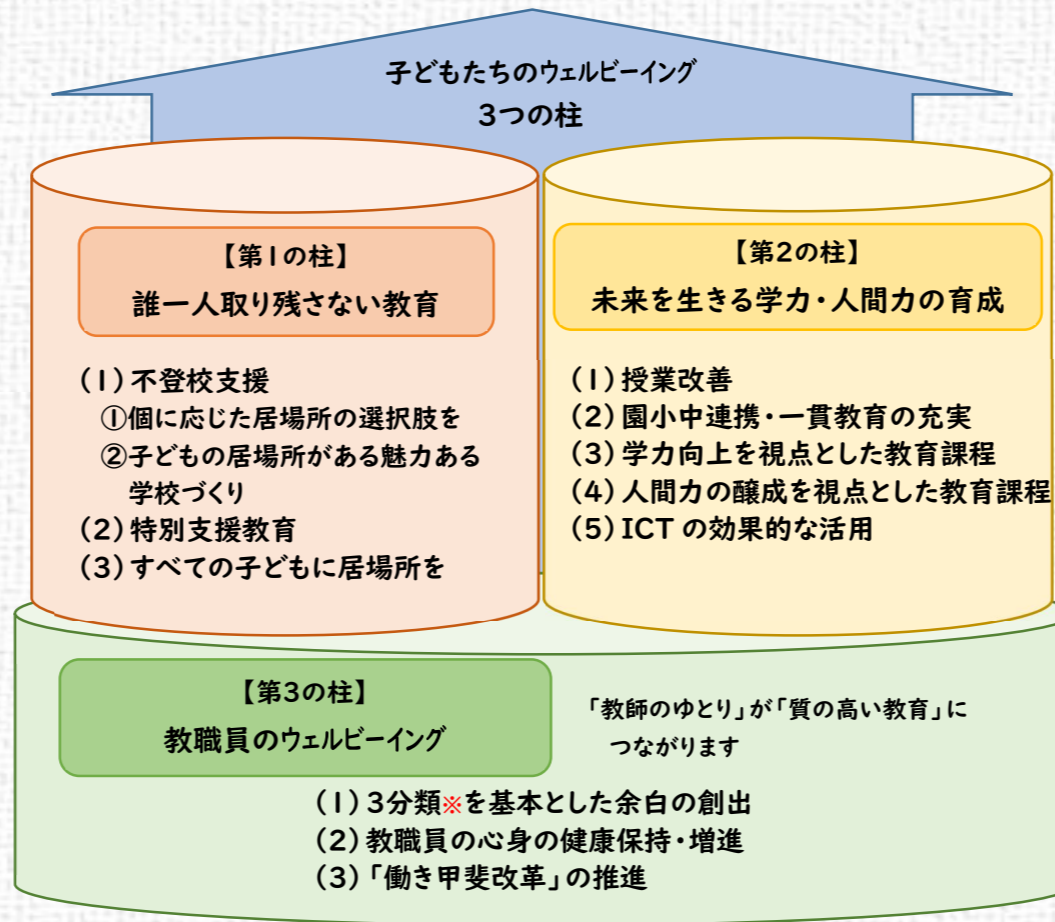 子どもたちのウェルビーイング
3つの柱
【第1の柱】
誰一人取り残さない教育
(1)不登校支援
①個に応じた居場所の選択肢を
②子どもの居場所がある魅力ある
学校づくり
(2)特別支援教育
(3)すべての子どもに居場所を
【第2の柱】
未来を生きる学力・人間力の育成
(1)授業改善
(2)園小中連携・一貫教育の充実
(3)学力向上を視点とした教育課程
(4)人間力の醸成を視点とした教育課程
(5)ICTの効果的な活用
【第3の柱】
教職員のウェルビーイング
「教師のゆとり」が「質の高い教育」に
つながります
(1)3分類※を基本とした余白の創出
(2)教職員の心身の健康保持・増進
(3)「働き甲斐改革」の推進